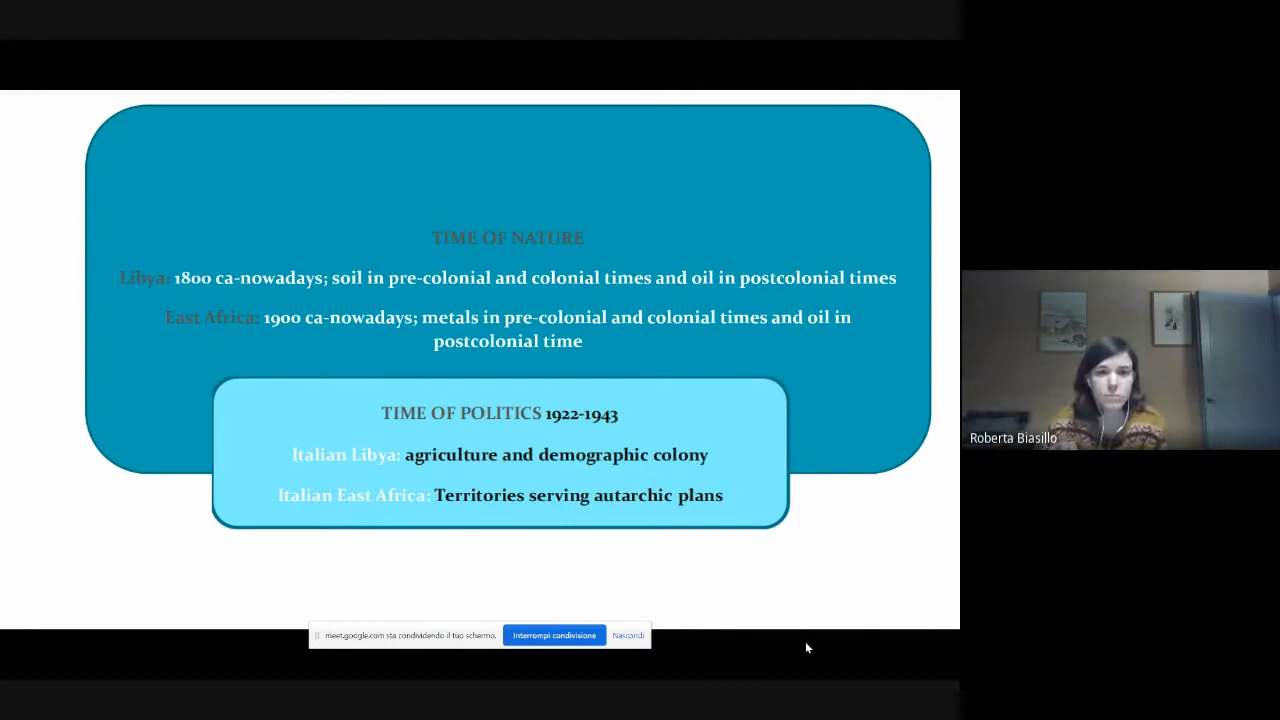 TIME OF NATURE
Libya: 1800 ca-nowadays; soil in pre-colonial and colonial times and oil in postcolonial times
East Africa: 1900 ca-nowadays; metals in pre-colonial and colonial times and oil in
postcolonial time
TIME OF POLITICS 1922-1943
Italian Libya: agriculture and demographic colony
Italian East Africa: Territories serving autarchic plans
Roberta Biasillo
meet.google.com sta condividendo il tuo schermo. Interrompi condivisione Nascondi